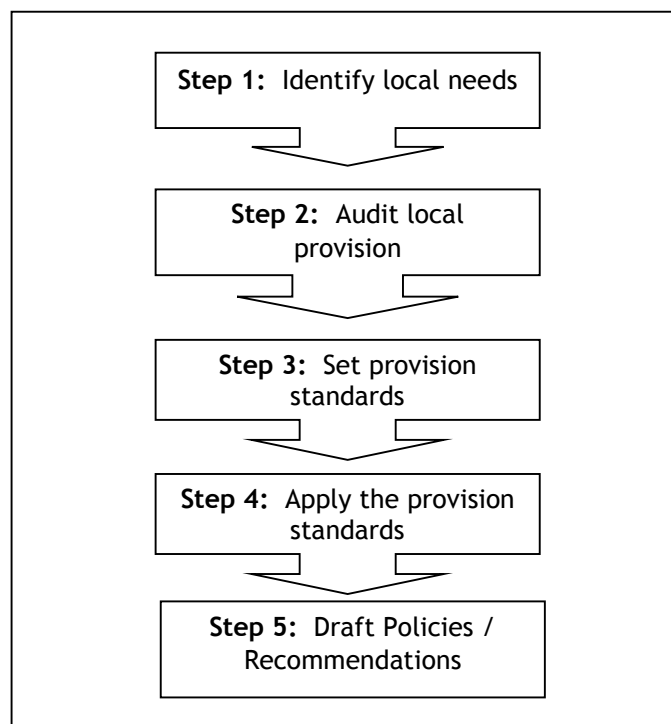 Step 1: Identify local needs
Step 2: Audit local
provision
Step 3: Set provision
standards
Step 4: Apply the provision
standards
Step 5: Draft Policies /
Recommendations